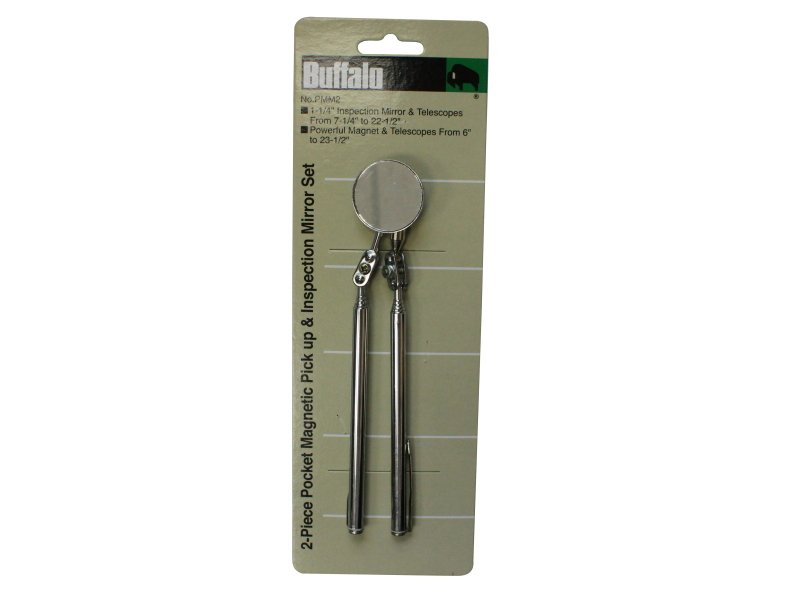 Buffalo
®
No.PMM2
■ 1-1/4" Inspection Mirror & Telescopes
From 7-1/4" to 22-1/2"
■ Powerful Magnet & Telescopes From 6"
to 23-1/2"
2-Piece Pocket Magnetic Pick up & Inspection Mirror Set